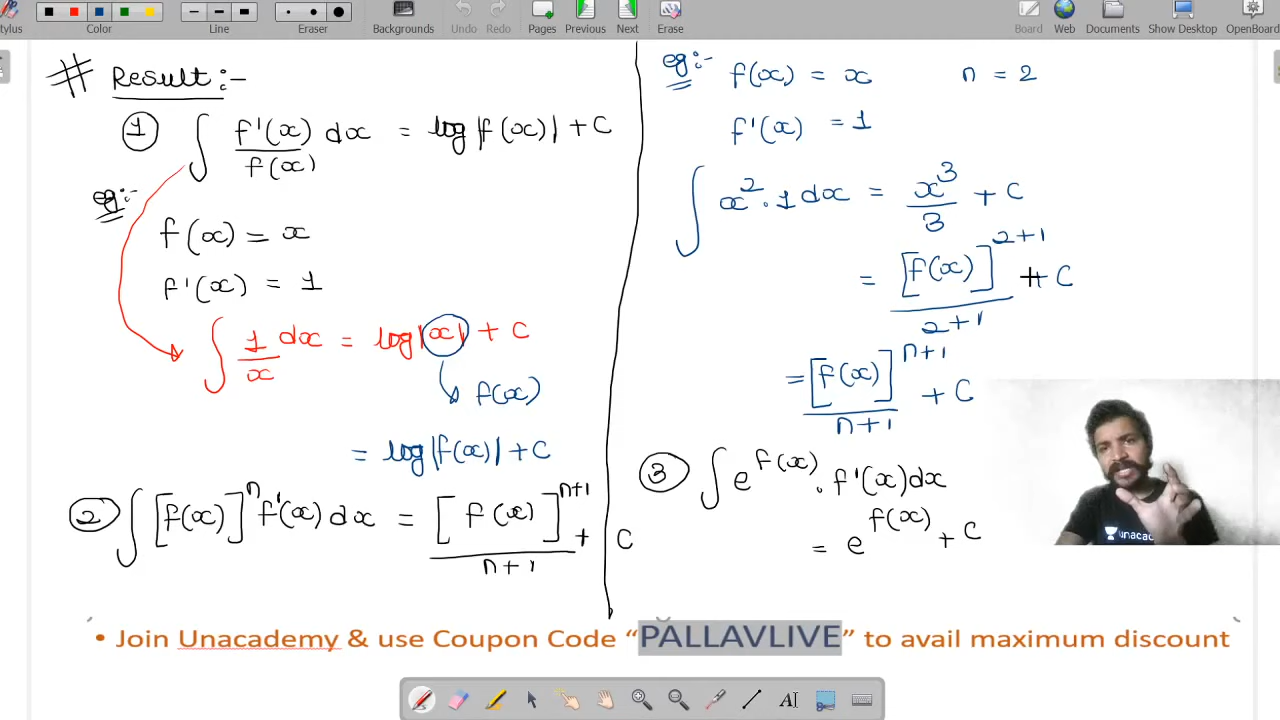 Stylus
Color
Line
Eraser
Backgrounds
Undo
Redo
Pages
Previous
Next
Erase
Board
Web
Documents
Show Desktop
OpenBoard
# Result :-
① ∫ f'(x)/f(x) dx = log|f(x)| + C
eg:-
f(x) = x
f'(x) = 1
∫ 1/x dx = log|x| + C
f(x)
= log|f(x)| + C
② ∫ [f(x)]^n f'(x) dx = [f(x)]^(n+1)/(n+1) + C
eg:- f(x) = x n = 2
f'(x) = 1
∫ x^2 . 1 dx = x^3/3 + C
= [f(x)]^(2+1)/(2+1) + C
= [f(x)]^(n+1)/(n+1) + C
③ ∫ e^f(x) . f'(x) dx
= e^f(x) + C
unaca
• Join Unacademy & use Coupon Code “PALLAVLIVE” to avail maximum discount